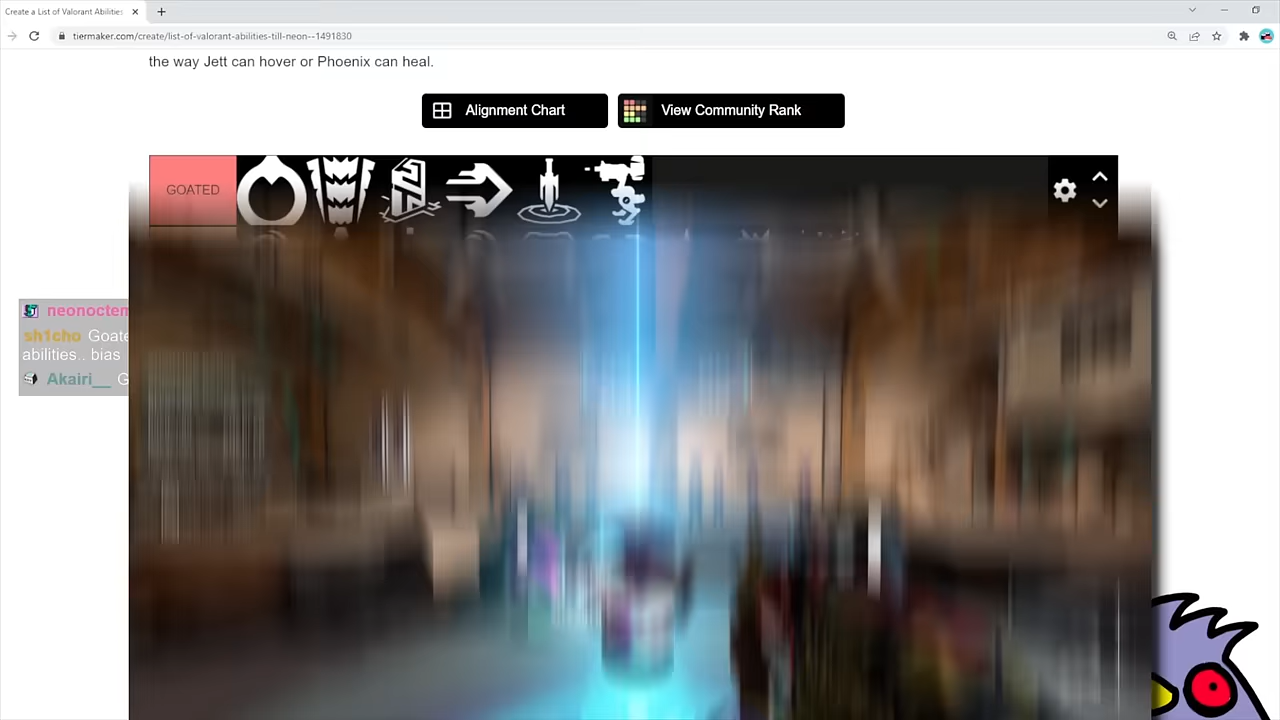 Create a List of Valorant Abilities
tiermaker.com/create/list-of-valorant-abilities-till-neon--1491830
the way Jett can hover or Phoenix can heal.
Alignment Chart
View Community Rank
GOATED
neonoctem
sh1cho Goate
abilities.. bias
Akairi__ G